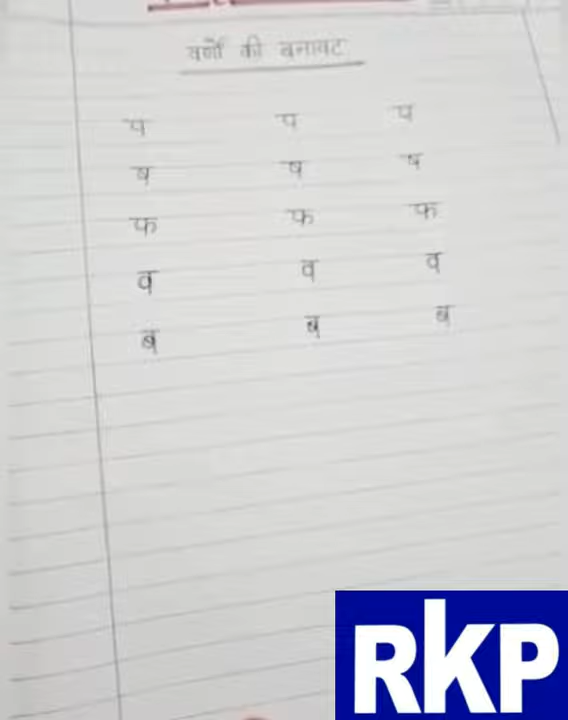 वर्णों की बनावट
प प प
ष ष ष
फ फ फ
व व व
ब ब ब
RKP